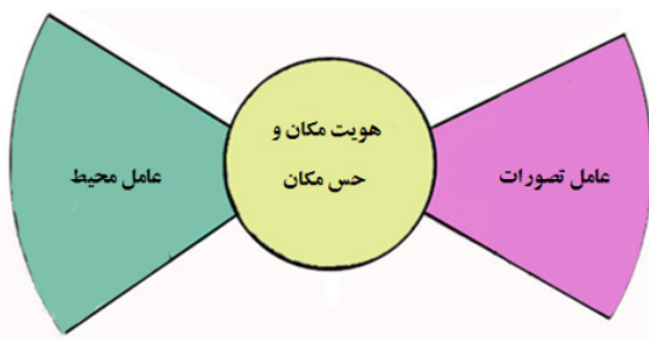 هویت مکان و
حس مکان
عامل تصورات
عامل محیط